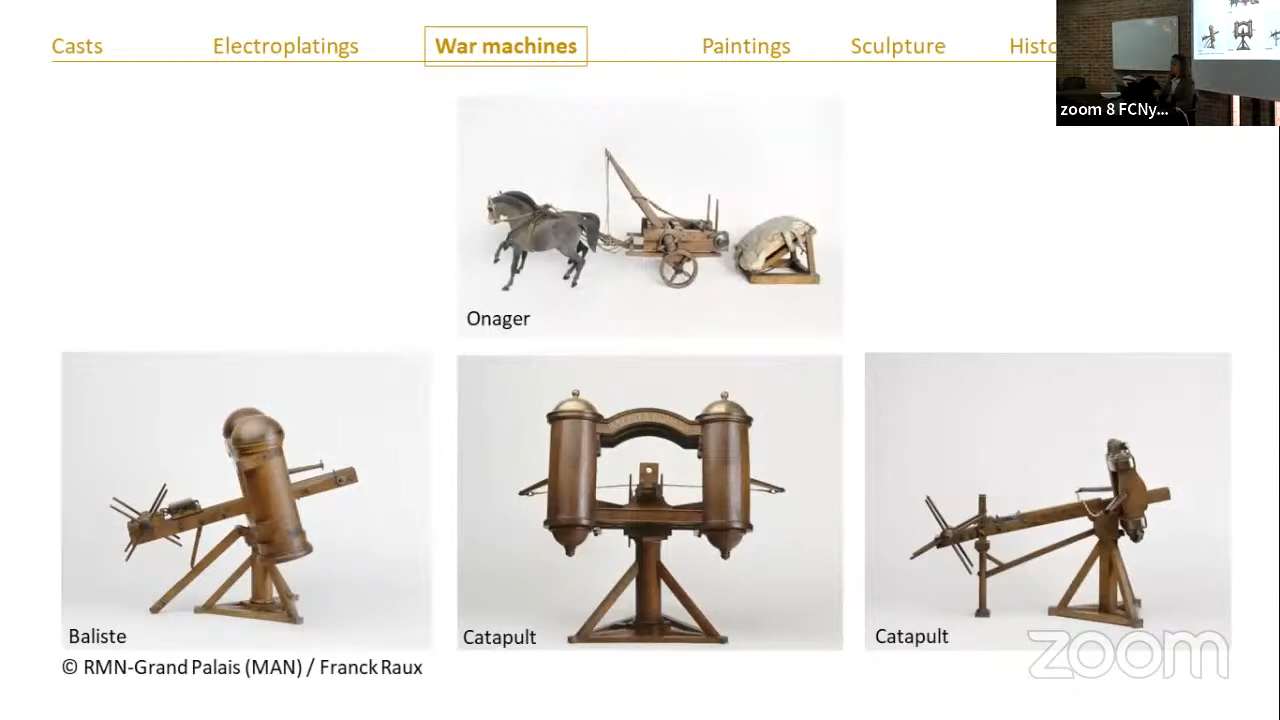 Casts Electroplatings War machines Paintings Sculpture
zoom 8 FCNy...
Onager
Baliste
Catapult
Catapult
© RMN-Grand Palais (MAN) / Franck Raux
zoom